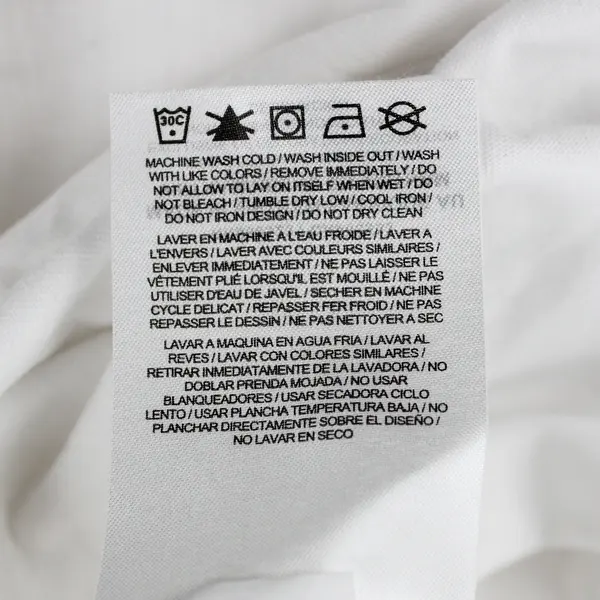 30C
MACHINE WASH COLD / WASH INSIDE OUT / WASH
WITH LIKE COLORS / REMOVE IMMEDIATELY / DO
NOT ALLOW TO LAY ON ITSELF WHEN WET / DO
NOT BLEACH / TUMBLE DRY LOW / COOL IRON /
DO NOT IRON DESIGN / DO NOT DRY CLEAN
LAVER EN MACHINE A L'EAU FROIDE / LAVER A
L'ENVERS / LAVER AVEC COULEURS SIMILAIRES /
ENLEVER IMMEDIATEMENT / NE PAS LAISSER LE
VÊTEMENT PLIÉ LORSQU'IL EST MOUILLÉ / NE PAS
UTILISER D'EAU DE JAVEL / SECHER EN MACHINE
CYCLE DELICAT / REPASSER FER FROID / NE PAS
REPASSER LE DESSIN / NE PAS NETTOYER A SEC
LAVAR A MAQUINA EN AGUA FRIA / LAVAR AL
REVES / LAVAR CON COLORES SIMILARES /
RETIRAR INMEDIATAMENTE DE LA LAVADORA / NO
DOBLAR PRENDA MOJADA / NO USAR
BLANQUEADORES / USAR SECADORA CICLO
LENTO / USAR PLANCHA TEMPERATURA BAJA / NO
PLANCHAR DIRECTAMENTE SOBRE EL DISEÑO /
NO LAVAR EN SECO